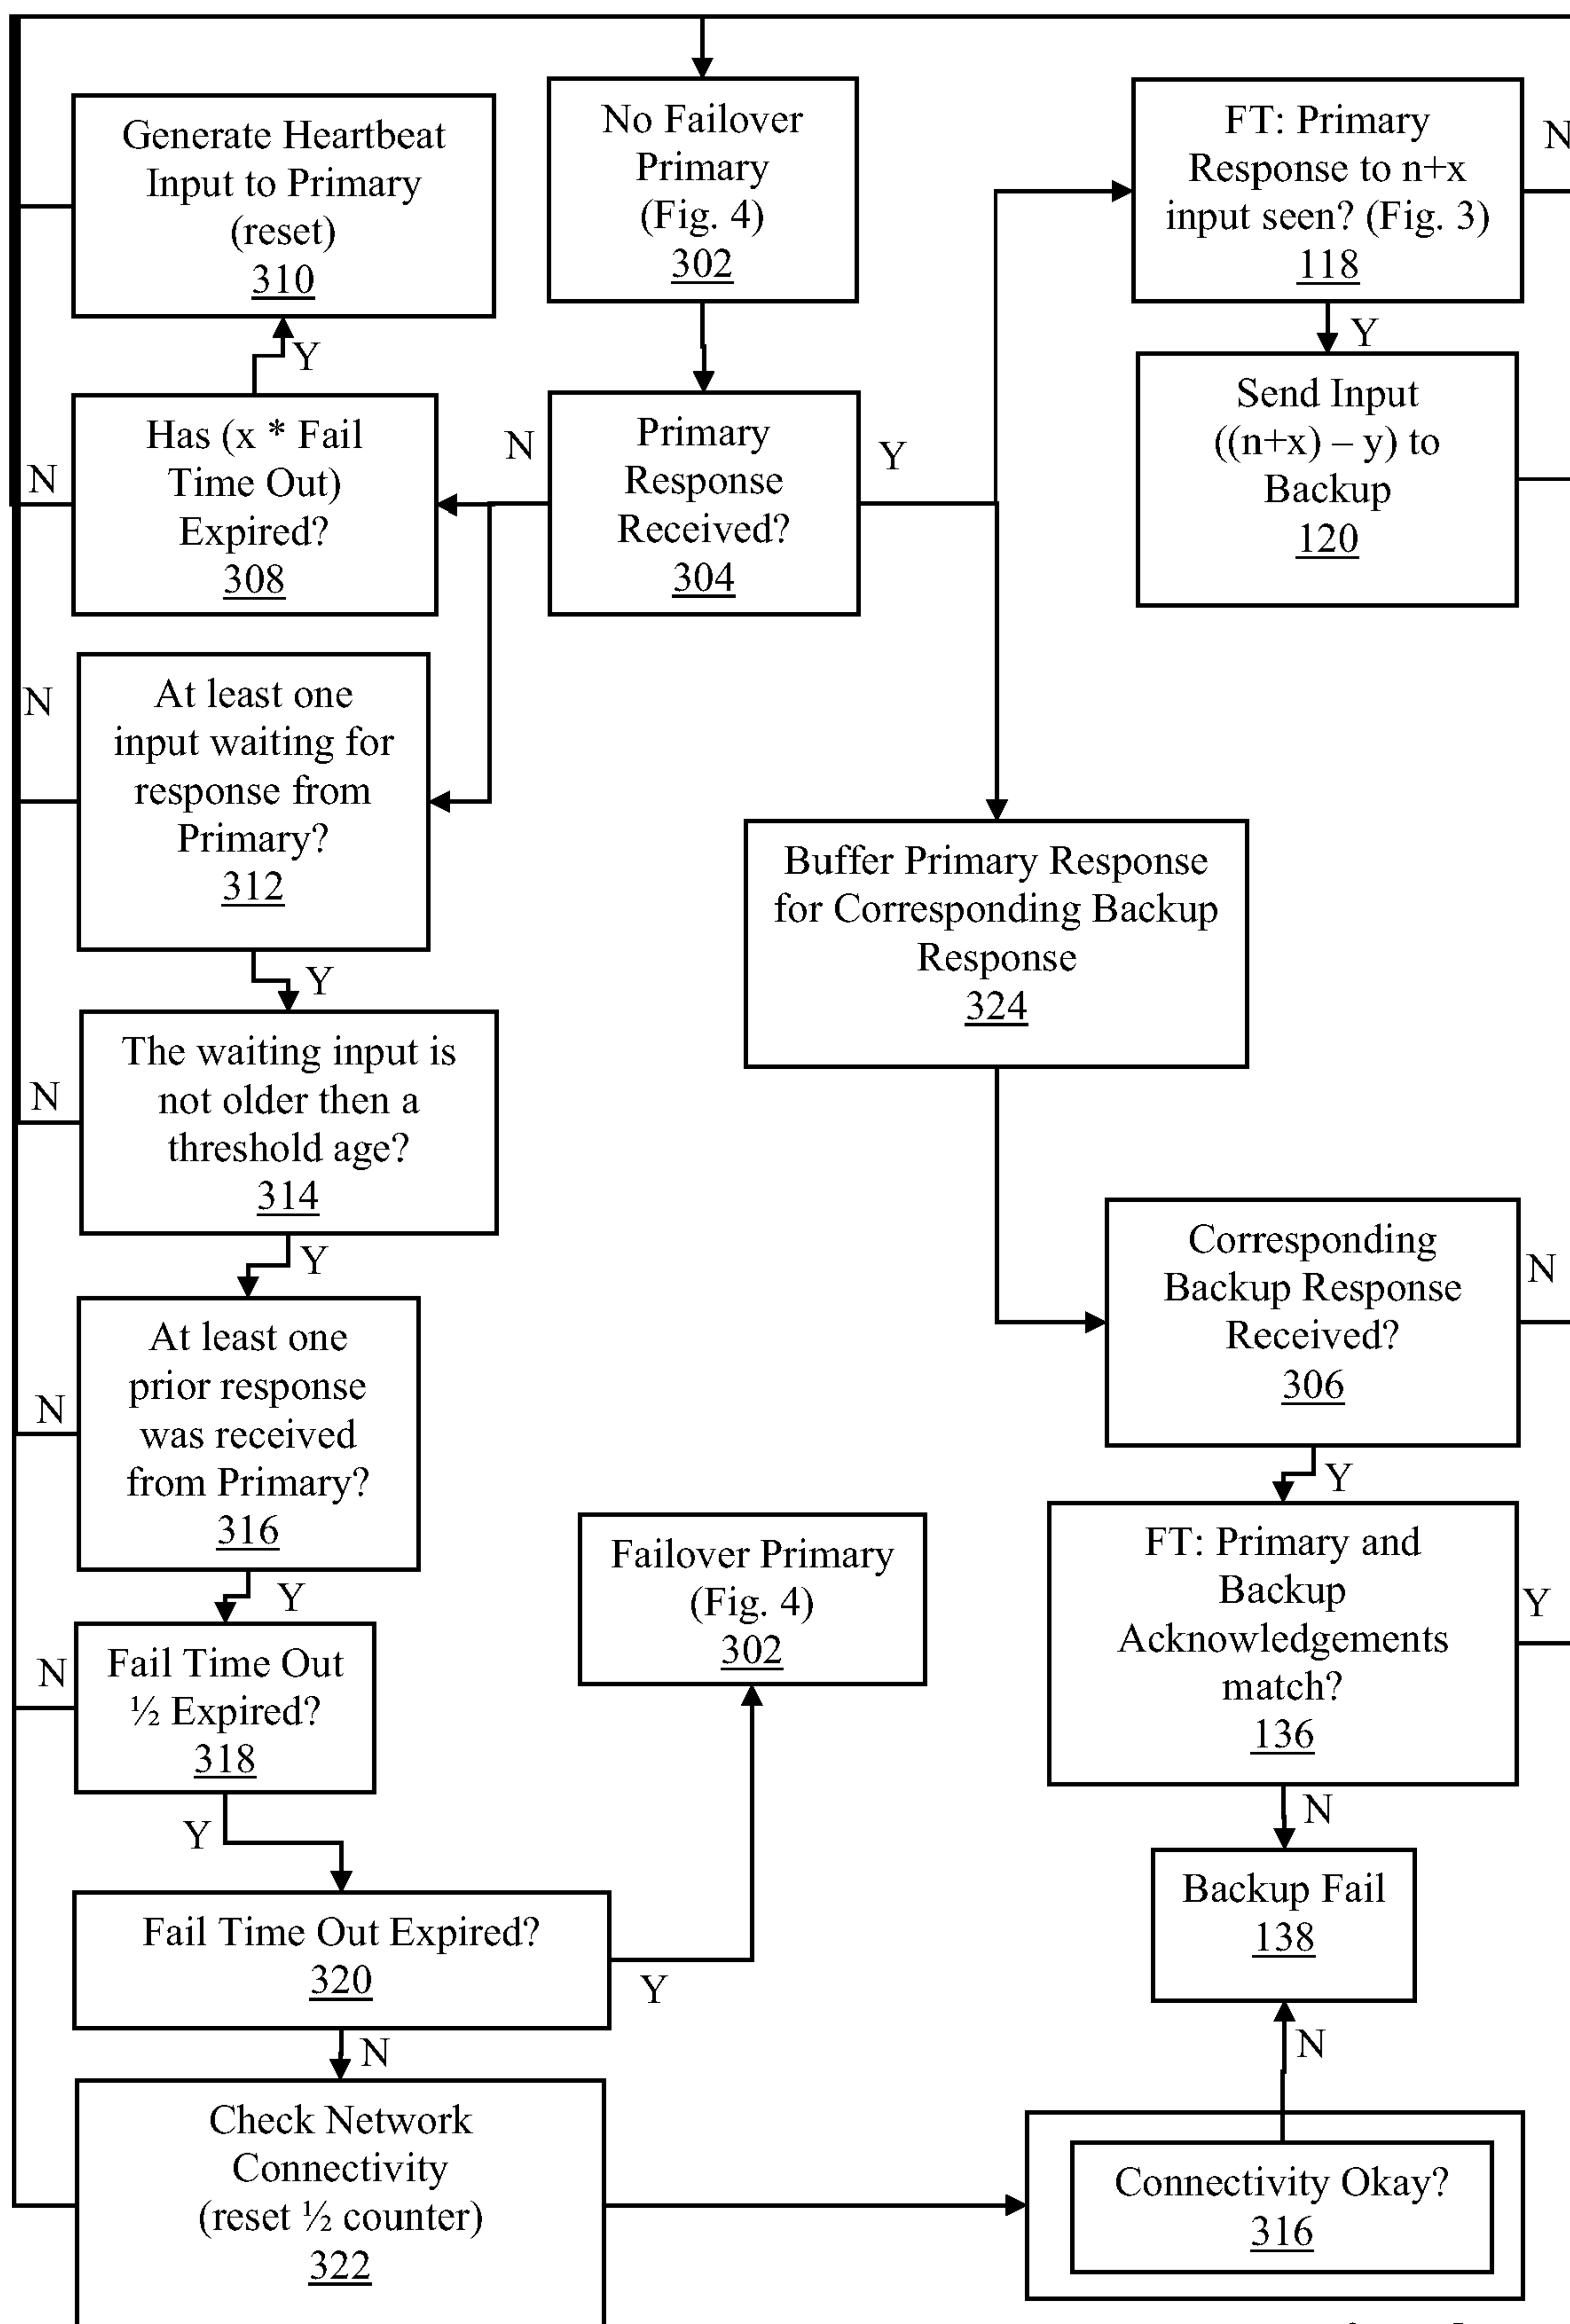 Generate Heartbeat
Input to Primary
(reset)
310
No Failover
Primary
(Fig. 4)
302
FT: Primary
Response to n+x
input seen? (Fig. 3)
118
N
Y
Y
Has (x * Fail
Time Out)
Expired?
308
N
N
Primary
Response
Received?
304
Y
Send Input
((n+x) – y) to
Backup
120
At least one
input waiting for
response from
Primary?
312
N
Y
Buffer Primary Response
for Corresponding Backup
Response
324
The waiting input is
not older then a
threshold age?
314
N
Y
Corresponding
Backup Response
Received?
306
N
Y
At least one
prior response
was received
from Primary?
316
N
Y
Failover Primary
(Fig. 4)
302
FT: Primary and
Backup
Acknowledgements
match?
136
Y
N
Fail Time Out
½ Expired?
318
N
Y
Backup Fail
138
N
Fail Time Out Expired?
320
Y
N
Check Network
Connectivity
(reset ½ counter)
322
Connectivity Okay?
316